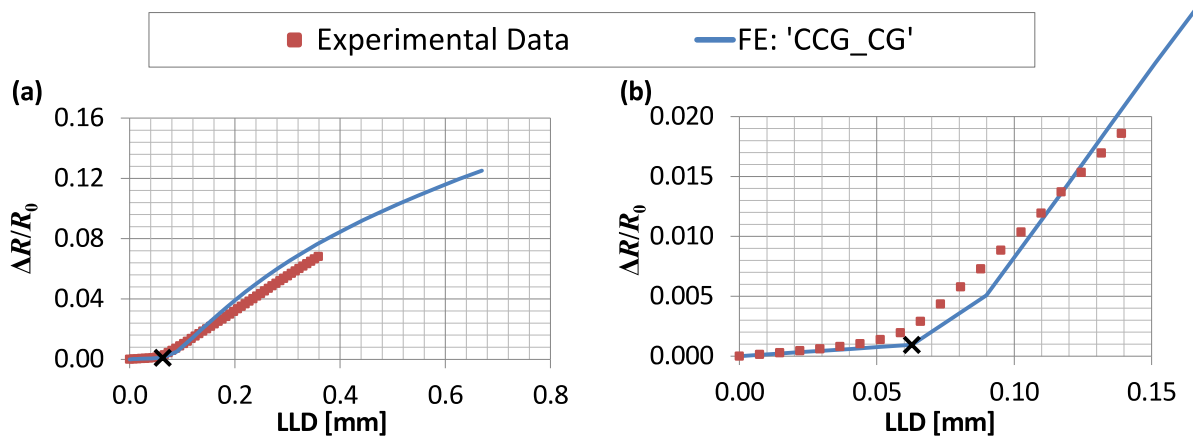 Experimental Data FE: 'CCG_CG'
(a)
0.16
0.12
0.08
0.04
0.00
ΔR/R0
0.0 0.2 0.4 0.6 0.8
LLD [mm]
(b)
0.020
0.015
0.010
0.005
0.000
ΔR/R0
0.00 0.05 0.10 0.15
LLD [mm]